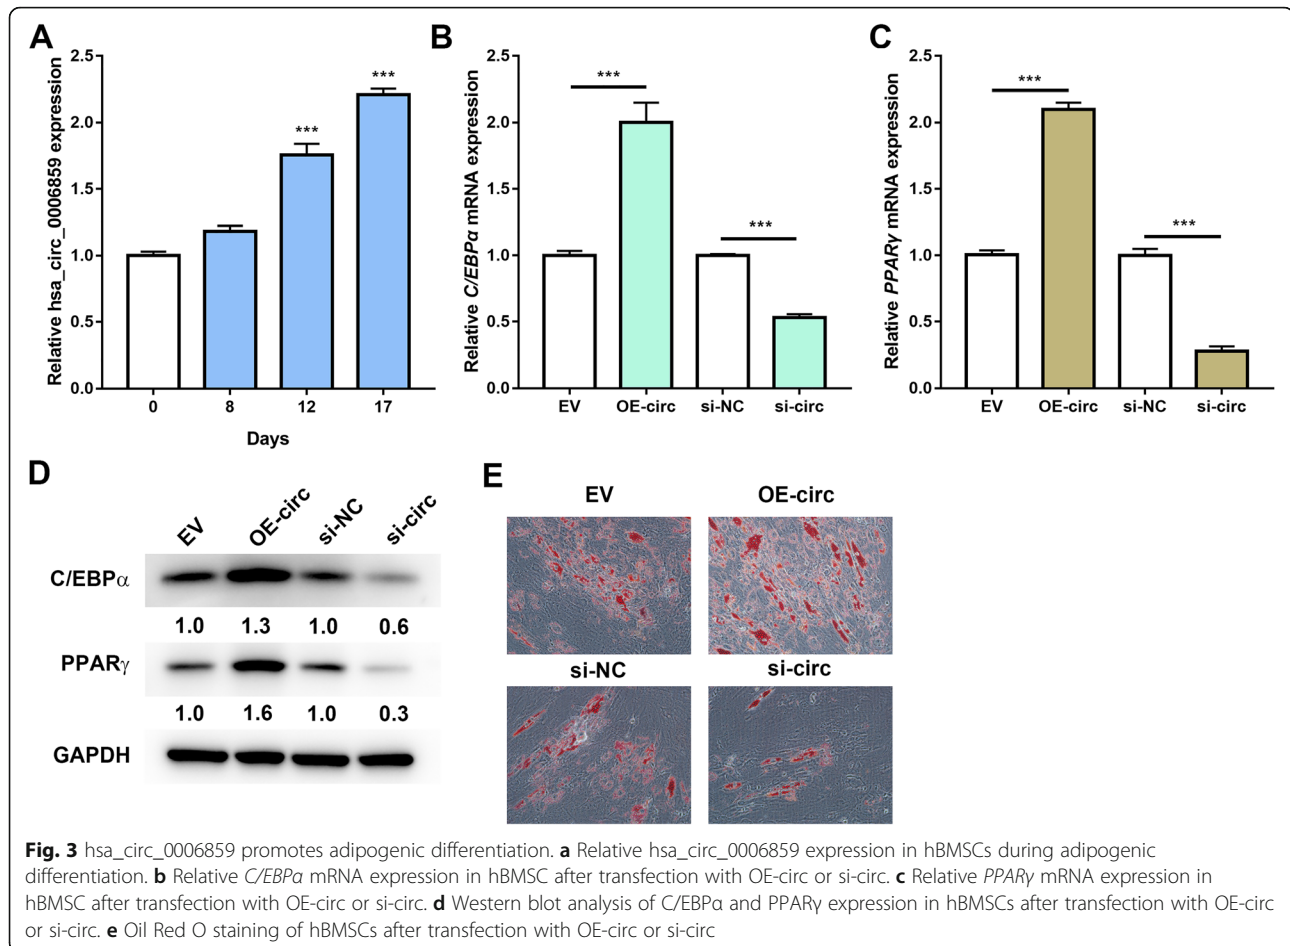 A
Relative hsa_circ_0006859 expression
2.5
2.0
1.5
1.0
0.5
0.0
***
***
0 8 12 17
Days
B
Relative C/EBPα mRNA expression
2.5
2.0
1.5
1.0
0.5
0.0
***
***
EV OE-circ si-NC si-circ
C
Relative PPARγ mRNA expression
2.5
2.0
1.5
1.0
0.5
0.0
***
***
EV OE-circ si-NC si-circ
D
EV OE-circ si-NC si-circ
C/EBPα
1.0 1.3 1.0 0.6
PPARγ
1.0 1.6 1.0 0.3
GAPDH
E
EV OE-circ
si-NC si-circ
Fig. 3 hsa_circ_0006859 promotes adipogenic differentiation. a Relative hsa_circ_0006859 expression in hBMSCs during adipogenic
differentiation. b Relative C/EBPα mRNA expression in hBMSC after transfection with OE-circ or si-circ. c Relative PPARγ mRNA expression in
hBMSC after transfection with OE-circ or si-circ. d Western blot analysis of C/EBPα and PPARγ expression in hBMSCs after transfection with OE-circ
or si-circ. e Oil Red O staining of hBMSCs after transfection with OE-circ or si-circ